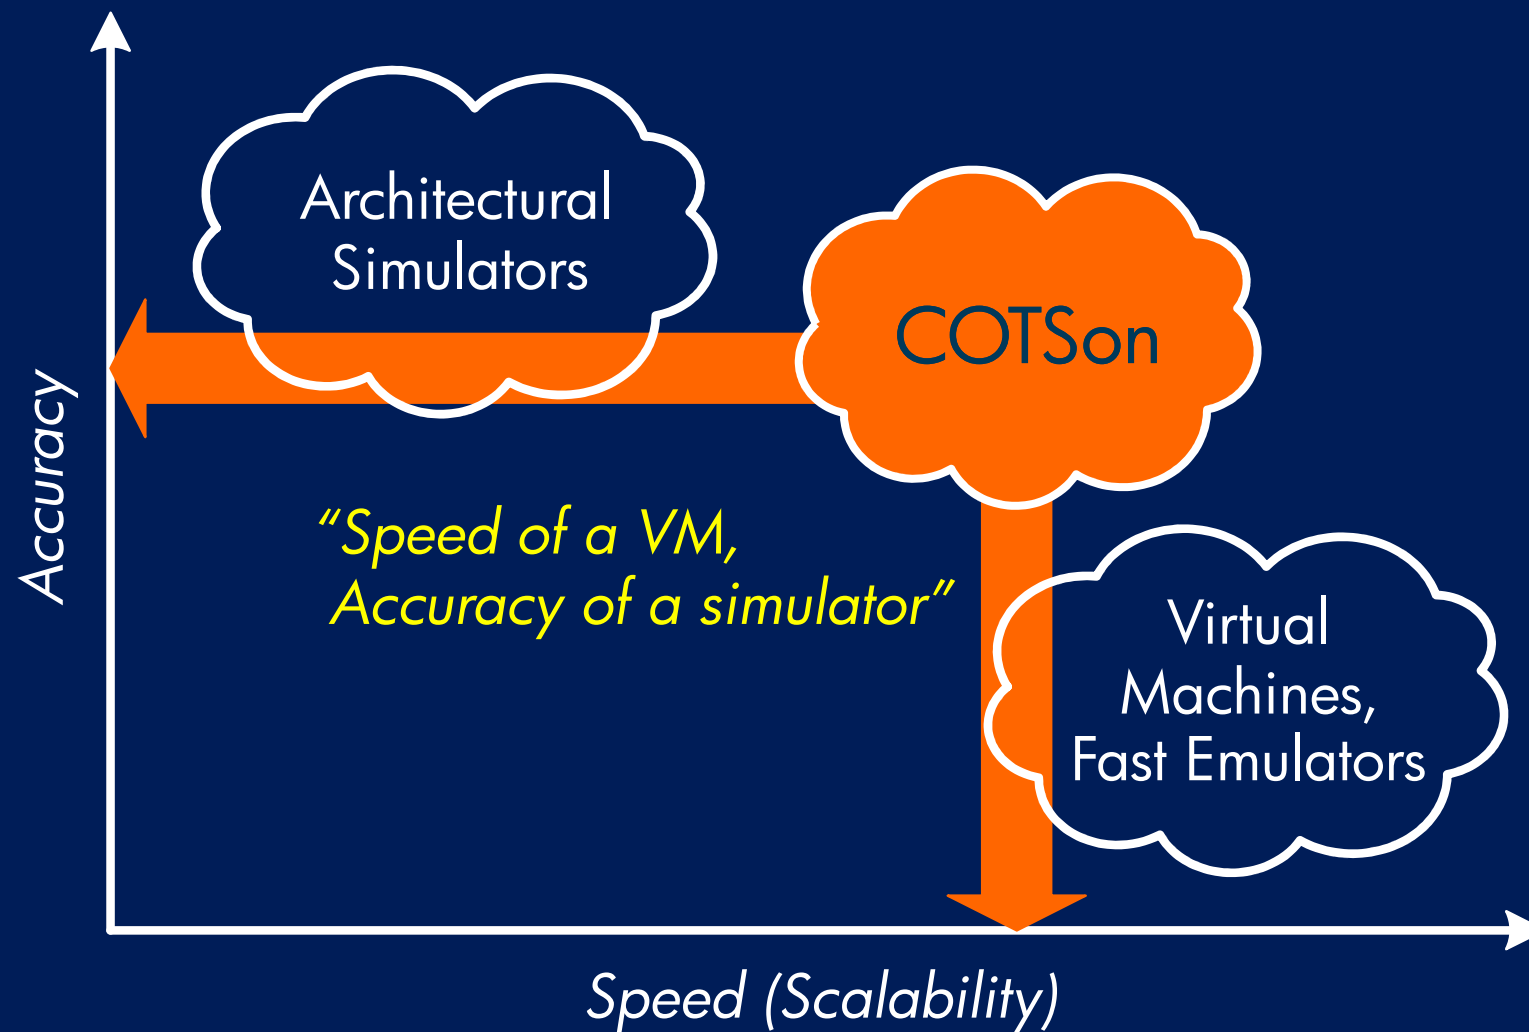 Architectural
Simulators
COTSon
Accuracy
“Speed of a VM,
Accuracy of a simulator”
Virtual
Machines,
Fast Emulators
Speed (Scalability)